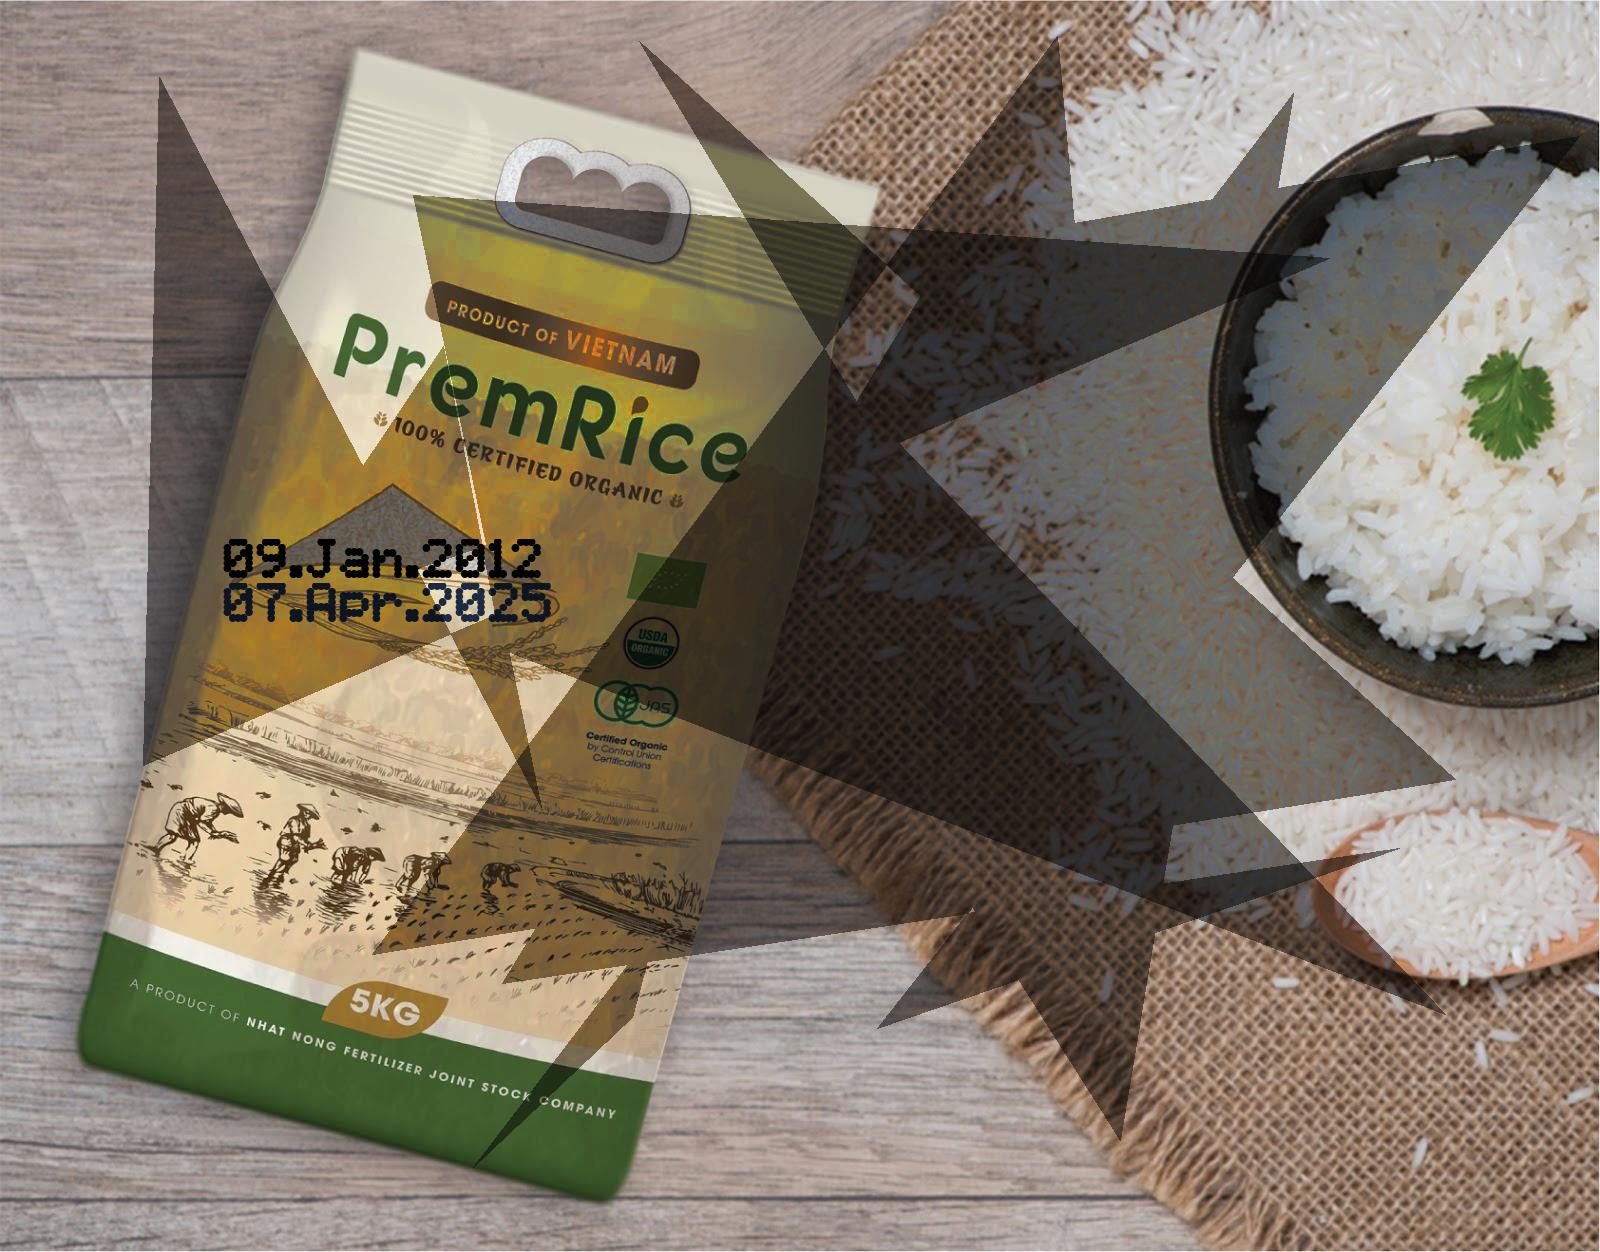 PRODUCT OF VIETNAM
PremRice
100% CERTIFIED ORGANIC
09.Jan.2012
07.Apr.2025
USDA
ORGANIC
JAS
Certified Organic
by Control Union
Certifications
5KG
A PRODUCT OF NHAT NONG FERTILIZER JOINT STOCK COMPANY